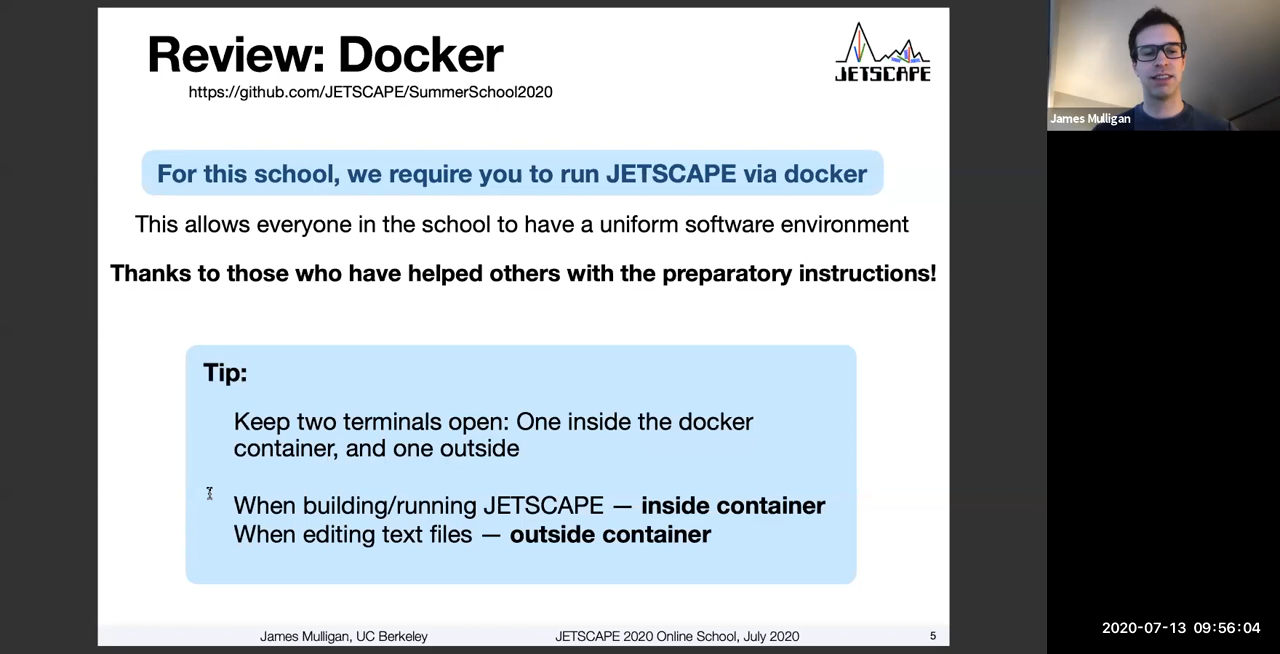 Review: Docker
https://github.com/JETSCAPE/SummerSchool2020
JETSCAPE
For this school, we require you to run JETSCAPE via docker
This allows everyone in the school to have a uniform software environment
Thanks to those who have helped others with the preparatory instructions!
Tip:
Keep two terminals open: One inside the docker
container, and one outside
When building/running JETSCAPE — inside container
When editing text files — outside container
James Mulligan, UC Berkeley
JETSCAPE 2020 Online School, July 2020
5
James Mulligan
2020-07-13 09:56:04